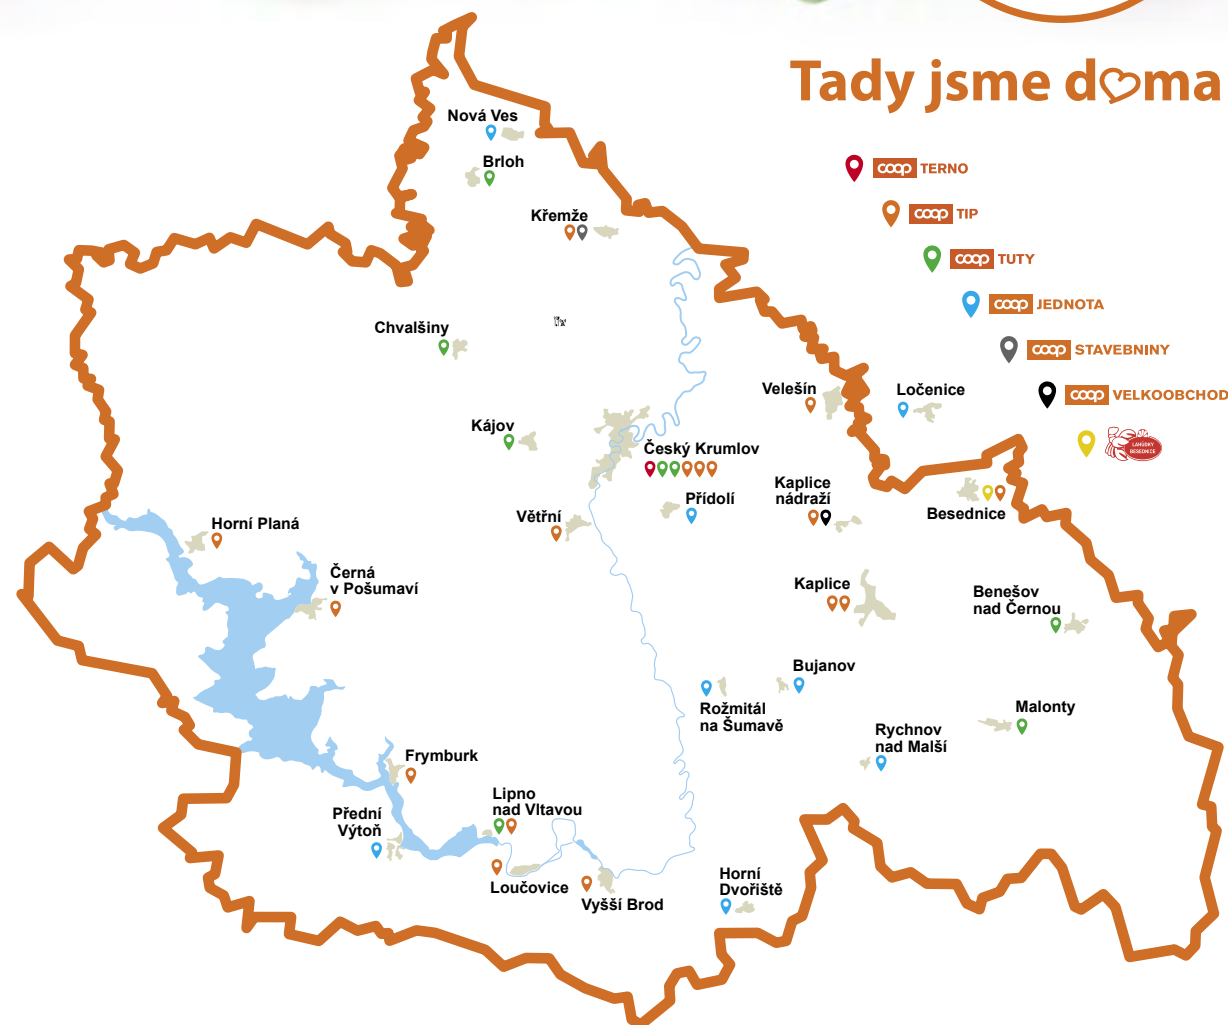 Tady jsme doma
coop TERNO
coop TIP
coop TUTY
coop JEDNOTA
coop STAVEBNINY
coop VELKOOBCHOD
LAHŮDKY
BESEDNICE
Nová Ves
Brloh
Křemže
Chvalšiny
Velešín
Ločenice
Kájov
Český Krumlov
Přídolí
Kaplice
nádraží
Besednice
Větřní
Horní Planá
Černá
v Pošumaví
Kaplice
Benešov
nad Černou
Bujanov
Rožmitál
na Šumavě
Malonty
Rychnov
nad Malší
Frymburk
Lipno
nad Vltavou
Přední
Výtoň
Loučovice
Vyšší Brod
Horní
Dvořiště